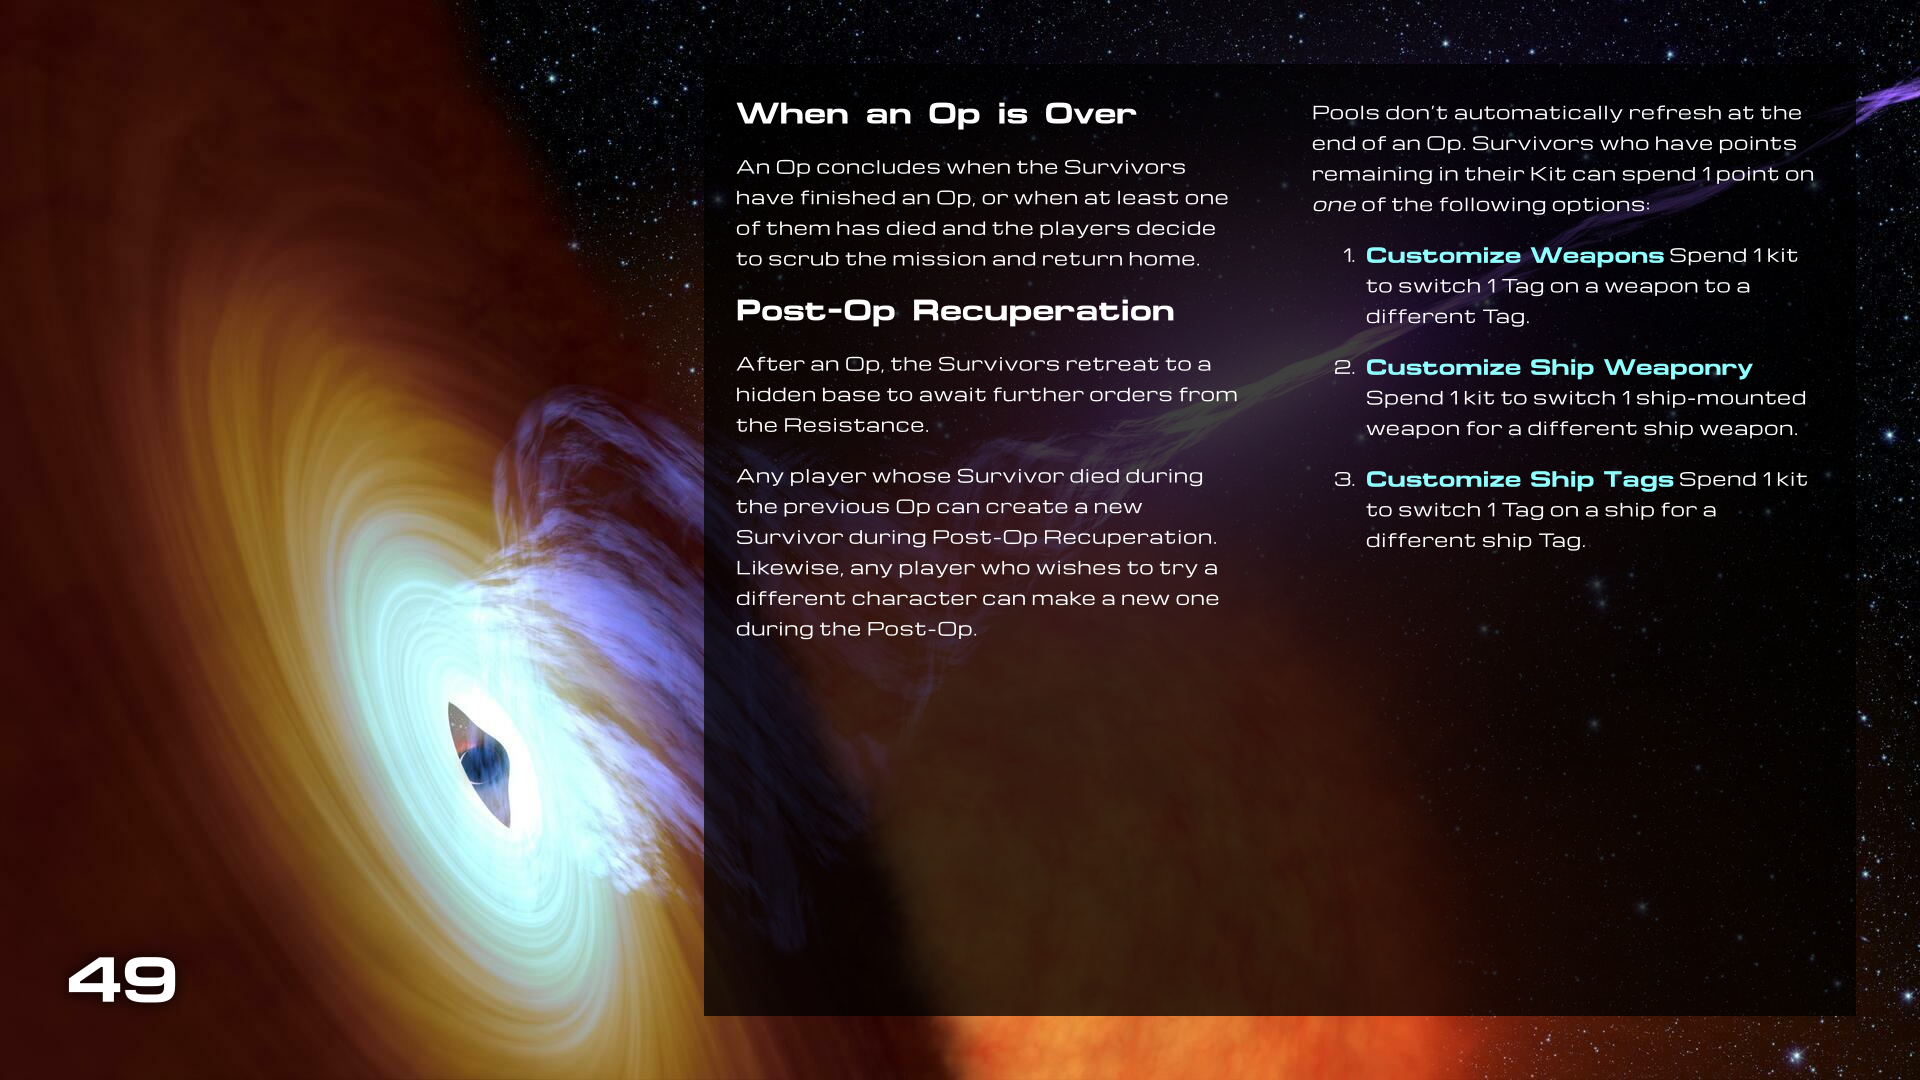 When an Op is Over
An Op concludes when the Survivors
have finished an Op, or when at least one
of them has died and the players decide
to scrub the mission and return home.
Post-Op Recuperation
After an Op, the Survivors retreat to a
hidden base to await further orders from
the Resistance.
Any player whose Survivor died during
the previous Op can create a new
Survivor during Post-Op Recuperation.
Likewise, any player who wishes to try a
different character can make a new one
during the Post-Op.
Pools don't automatically refresh at the
end of an Op. Survivors who have points
remaining in their Kit can spend 1 point on
one of the following options:
1. Customize Weapons Spend 1 kit
to switch 1 Tag on a weapon to a
different Tag.
2. Customize Ship Weaponry
Spend 1 kit to switch 1 ship-mounted
weapon for a different ship weapon.
3. Customize Ship Tags Spend 1 kit
to switch 1 Tag on a ship for a
different ship Tag.
49